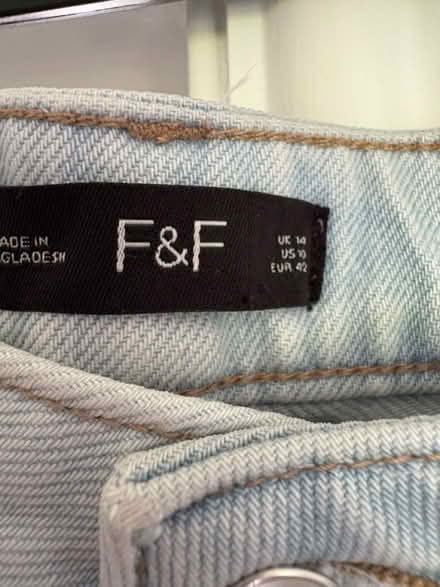 ADE IN
GLADESH
F&F
UK 14
US 10
EUR 42